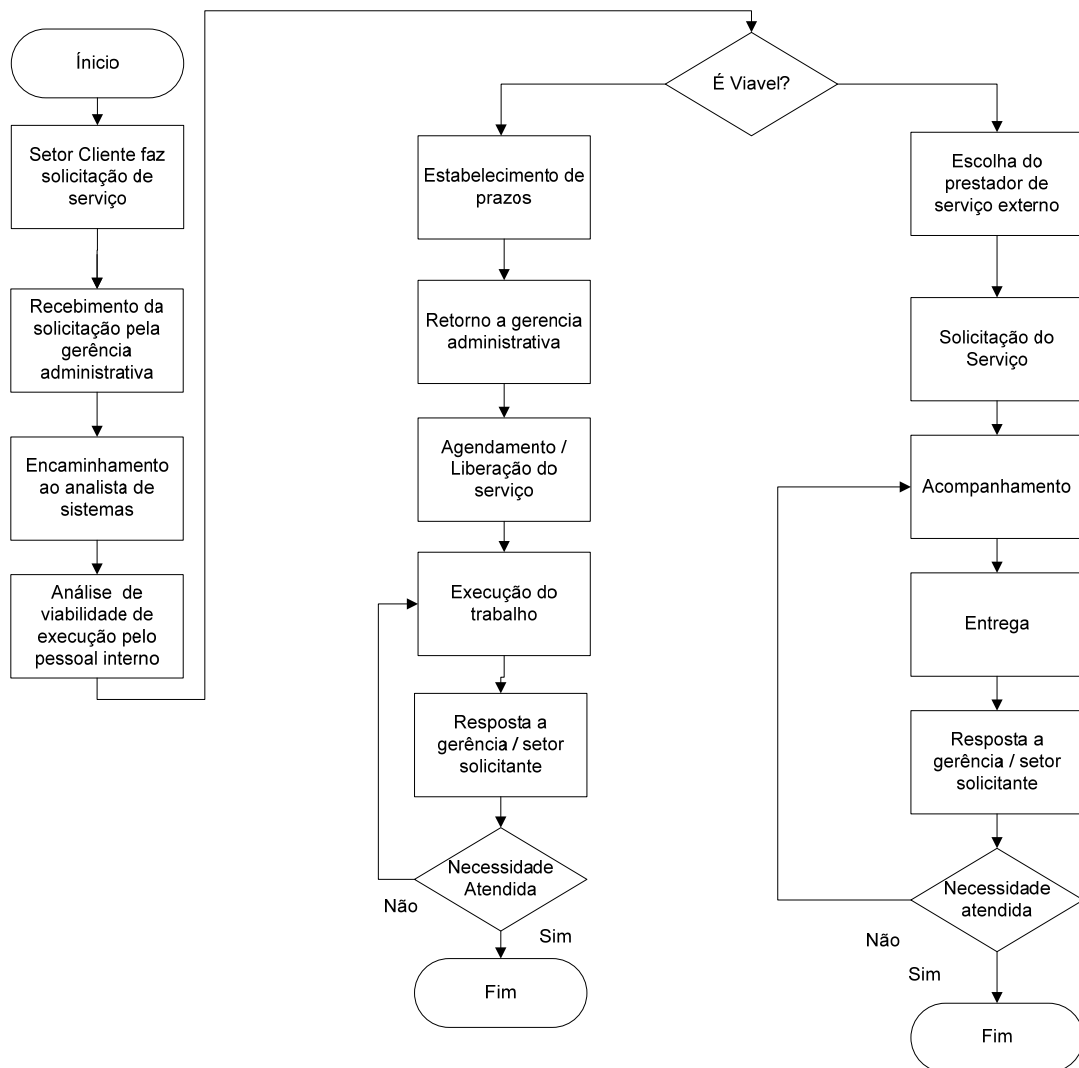 Ínicio
Setor Cliente faz
solicitação de
serviço
Recebimento da
solicitação pela
gerência
administrativa
Encaminhamento
ao analista de
sistemas
Análise de
viabilidade de
execução pelo
pessoal interno
É Viavel?
Estabelecimento de
prazos
Retorno a gerencia
administrativa
Agendamento /
Liberação do
serviço
Execução do
trabalho
Resposta a
gerência / setor
solicitante
Necessidade
Atendida
Não
Sim
Fim
Escolha do
prestador de
serviço externo
Solicitação do
Serviço
Acompanhamento
Entrega
Resposta a
gerência / setor
solicitante
Necessidade
atendida
Não
Sim
Fim